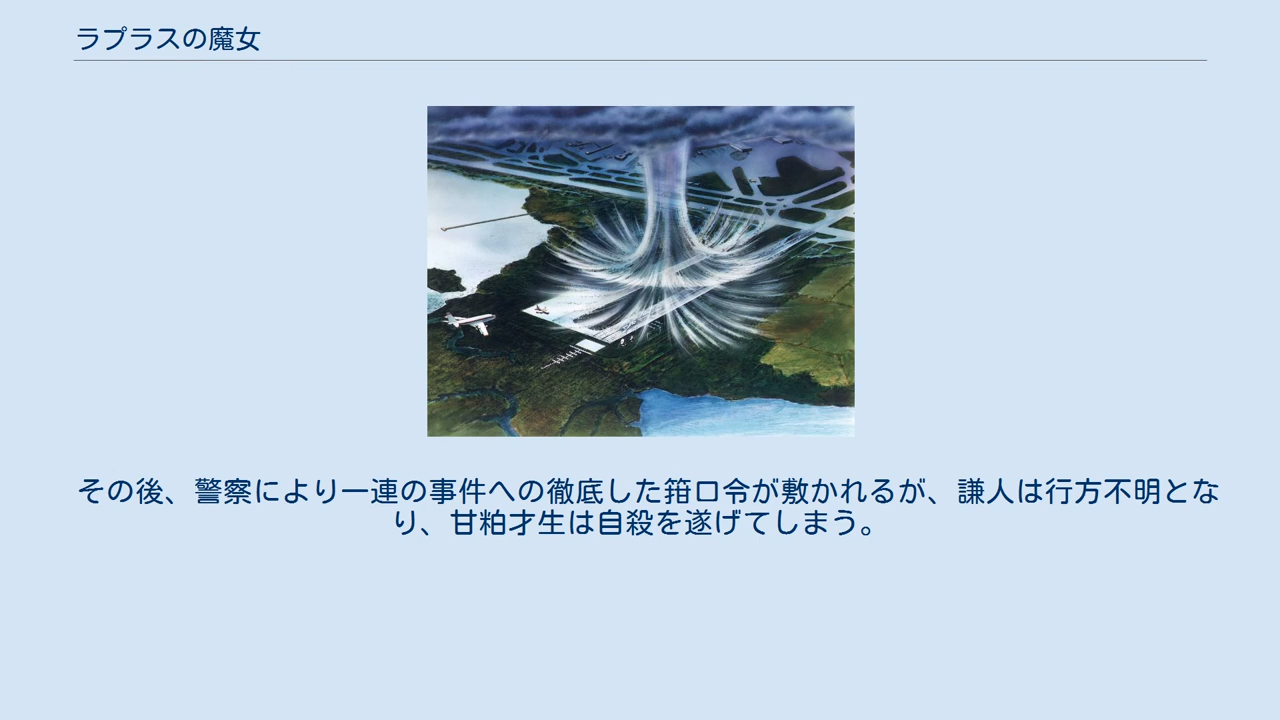 ラプラスの魔女
その後、警察により一連の事件への徹底した箝口令が敷かれるが、謙人は行方不明とな
り、甘粕才生は自殺を遂げてしまう。